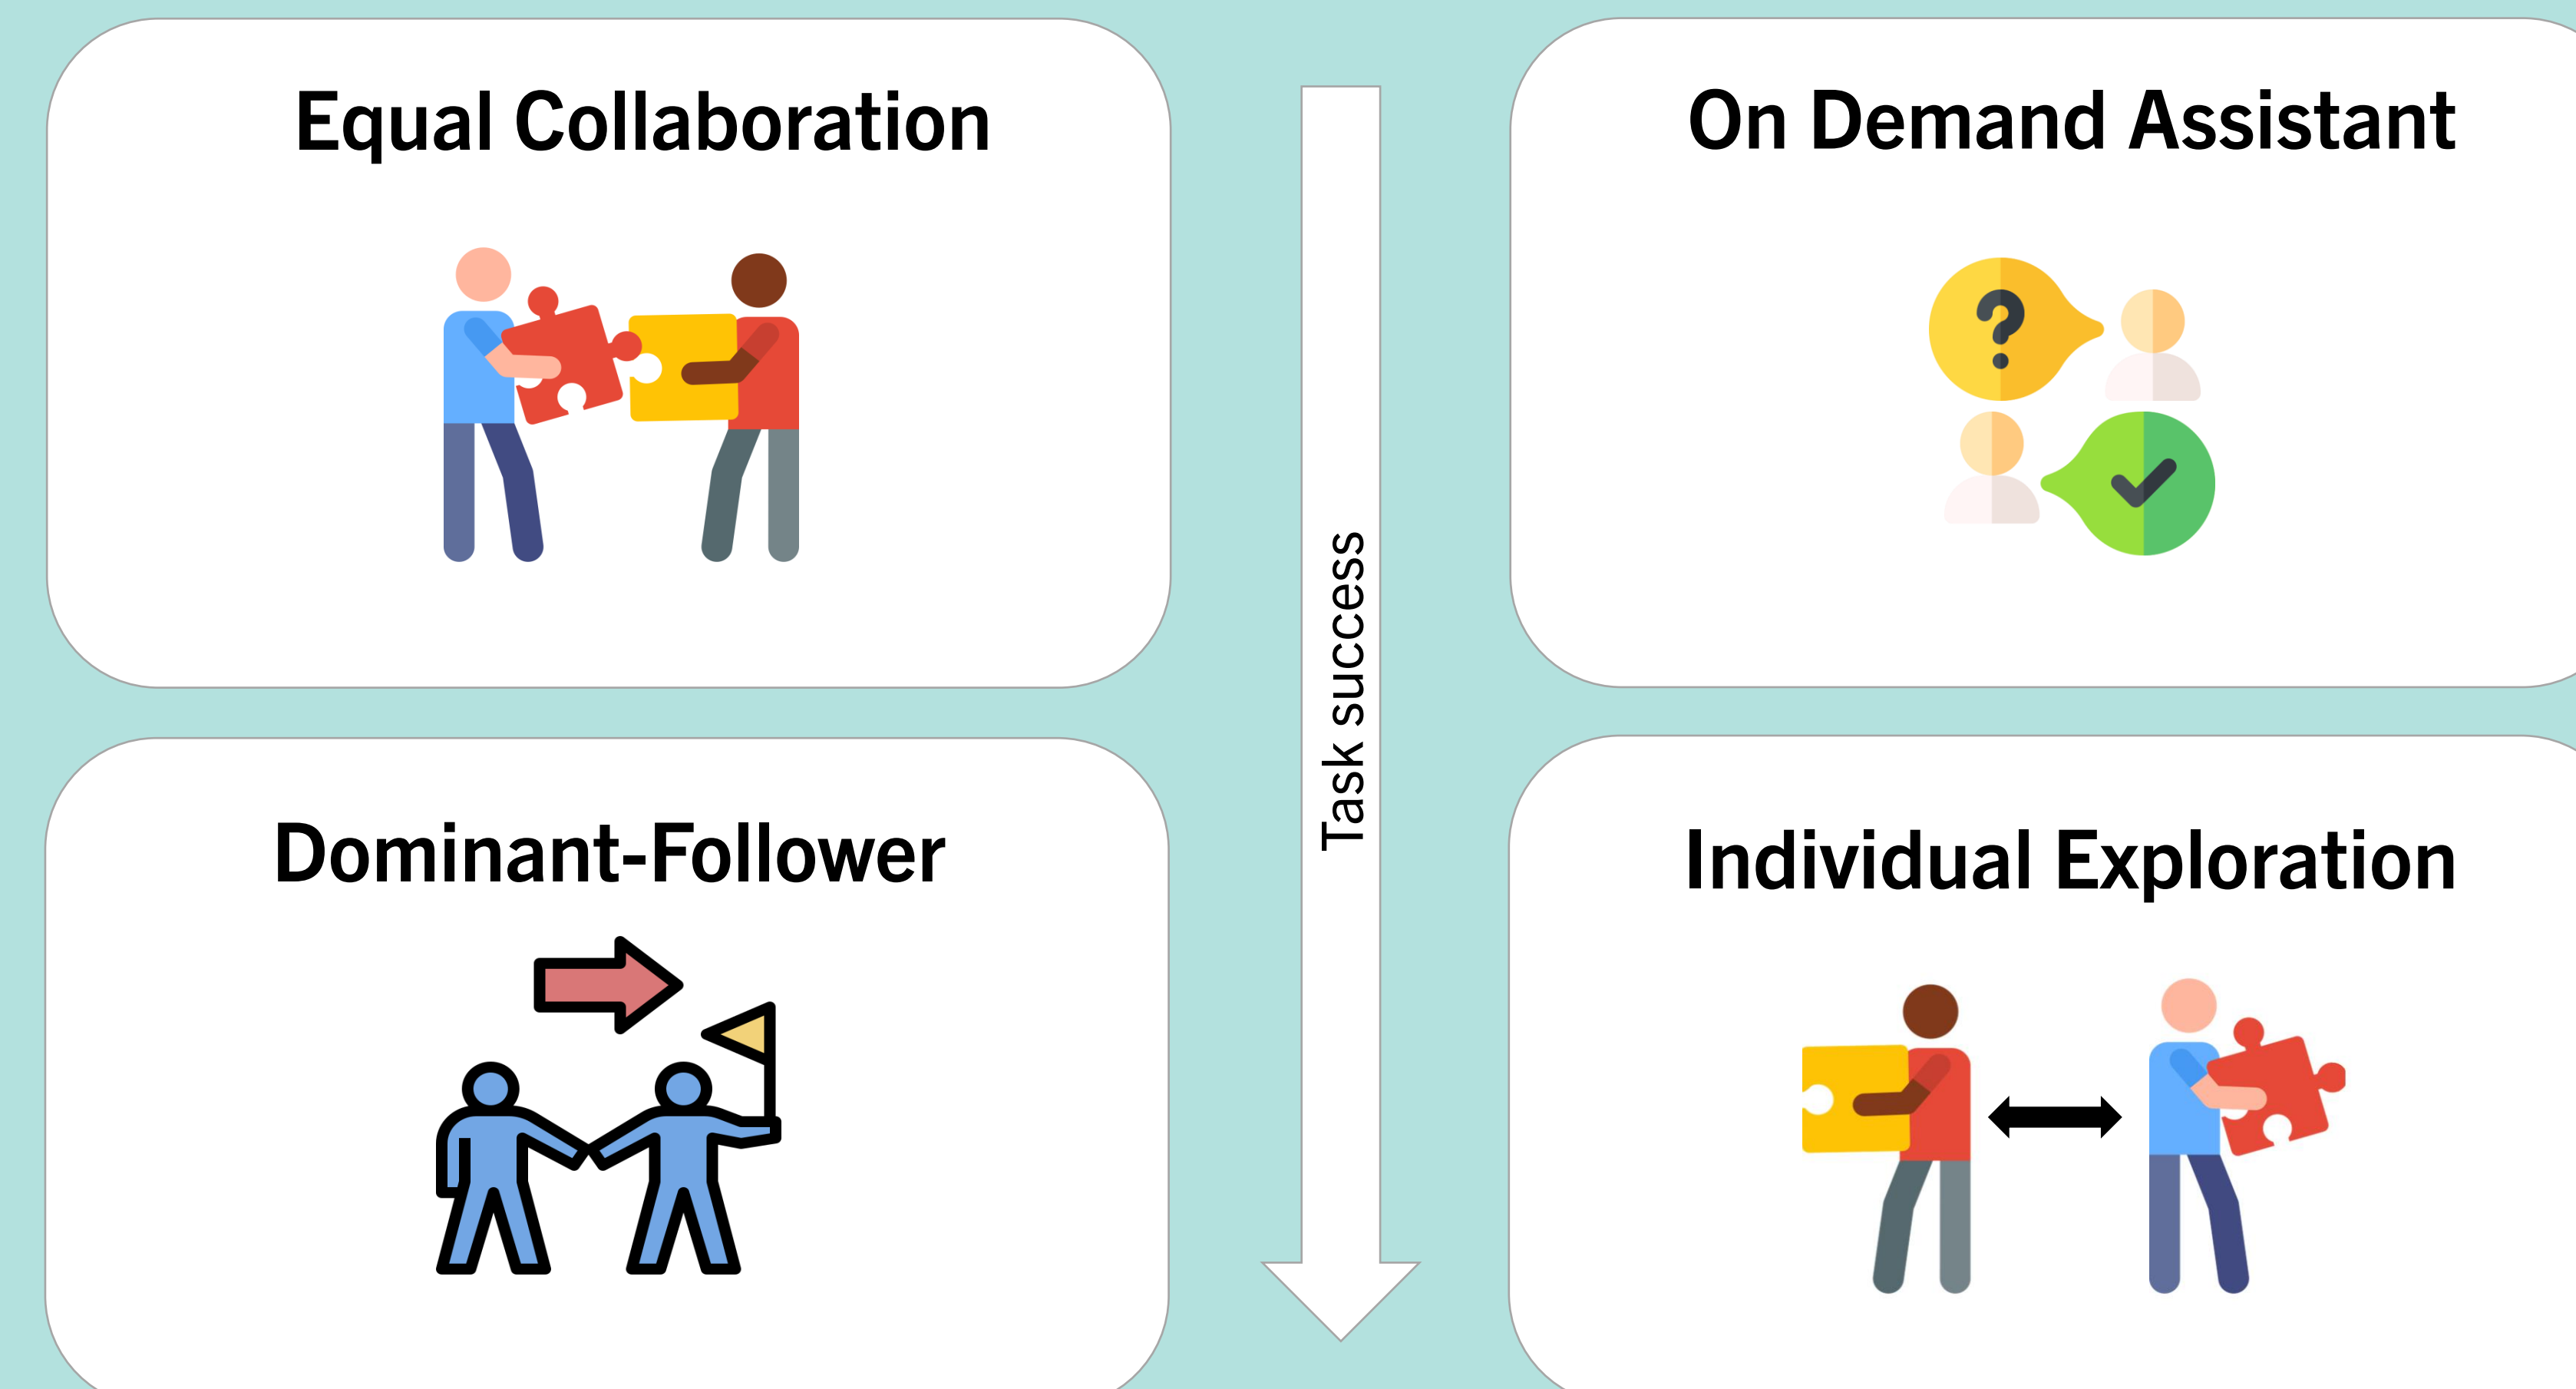 Equal Collaboration
On Demand Assistant
Task success
Dominant-Follower
Individual Exploration